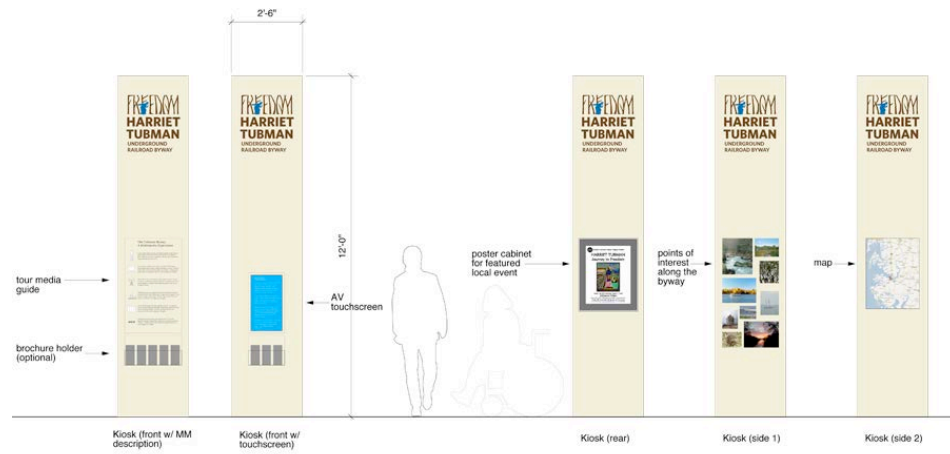 2'-6"
12'-0"
FREEDOM
HARRIET
TUBMAN
UNDERGROUND
RAILROAD BYWAY
FREEDOM
HARRIET
TUBMAN
UNDERGROUND
RAILROAD BYWAY
FREEDOM
HARRIET
TUBMAN
UNDERGROUND
RAILROAD BYWAY
FREEDOM
HARRIET
TUBMAN
UNDERGROUND
RAILROAD BYWAY
FREEDOM
HARRIET
TUBMAN
UNDERGROUND
RAILROAD BYWAY
tour media
guide
brochure holder
(optional)
AV
touchscreen
poster cabinet
for featured
local event
HARRIET TUBMAN
Journey to Freedom
points of
interest
along the
byway
map
Kiosk (front w/ MM
description)
Kiosk (front w/
touchscreen)
Kiosk (rear)
Kiosk (side 1)
Kiosk (side 2)